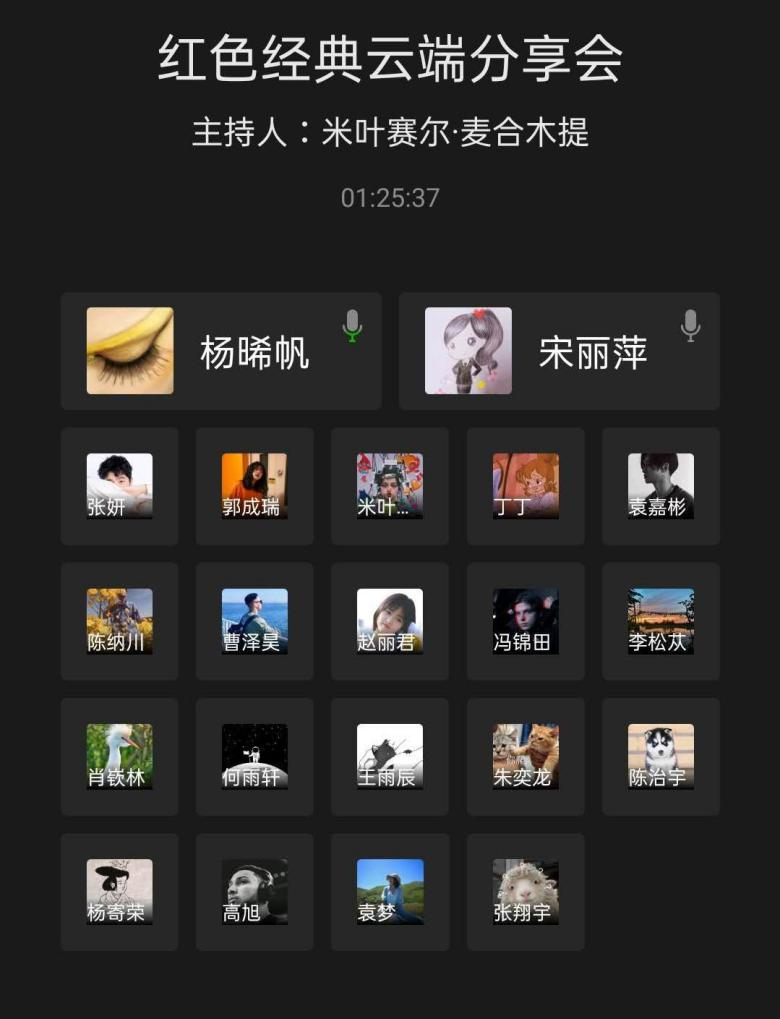 红色经典云端分享会
主持人：米叶赛尔·麦合木提
01:25:37
杨晞帆
宋丽萍
张妍
郭成瑞
米叶...
丁丁
袁嘉彬
陈纳川
曹泽昊
赵丽君
冯锦田
李松苁
肖嵚林
何雨轩
王雨辰
朱奕龙
陈治宇
杨寄荣
高旭
袁梦
张翔宇